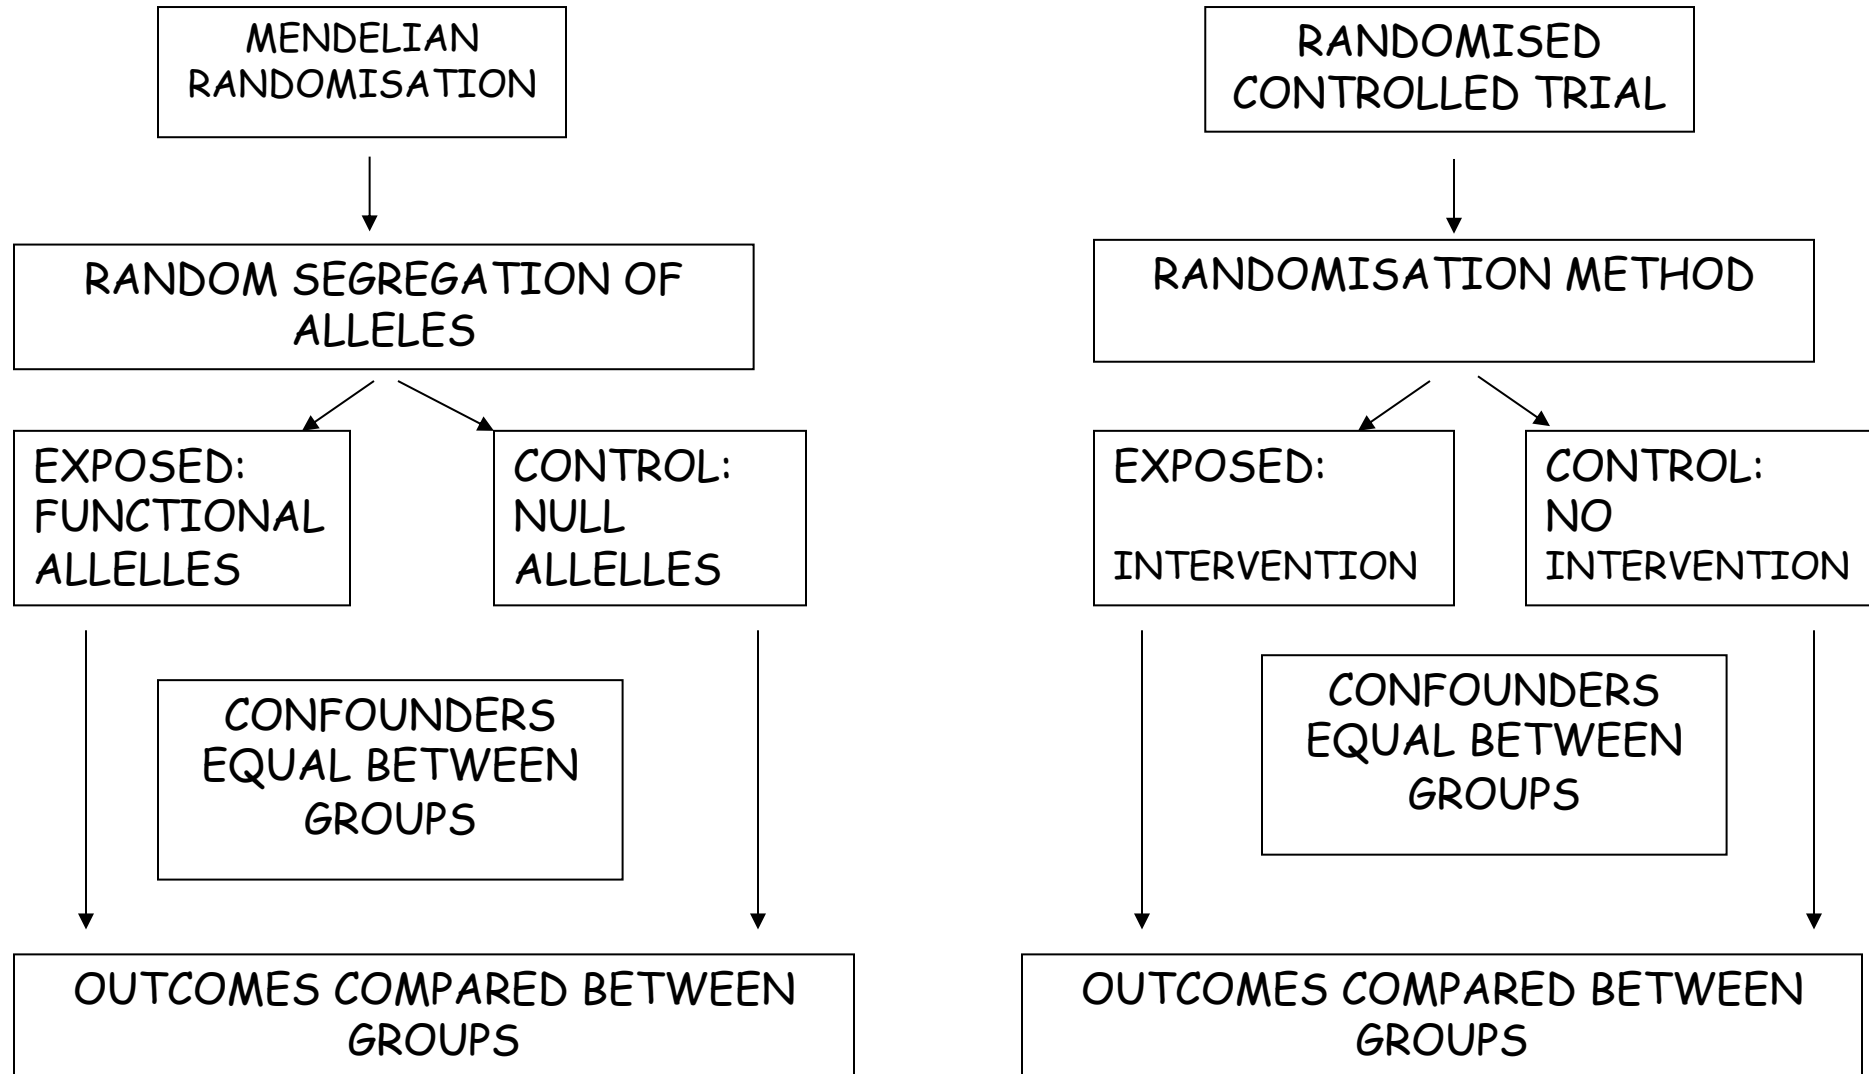 MENDELIAN
RANDOMISATION
RANDOM SEGREGATION OF
ALLELES
EXPOSED:
FUNCTIONAL
ALLELLES
CONTROL:
NULL
ALLELLES
CONFOUNDERS
EQUAL BETWEEN
GROUPS
OUTCOMES COMPARED BETWEEN
GROUPS
RANDOMISED
CONTROLLED TRIAL
RANDOMISATION METHOD
EXPOSED:
INTERVENTION
CONTROL:
NO
INTERVENTION
CONFOUNDERS
EQUAL BETWEEN
GROUPS
OUTCOMES COMPARED BETWEEN
GROUPS